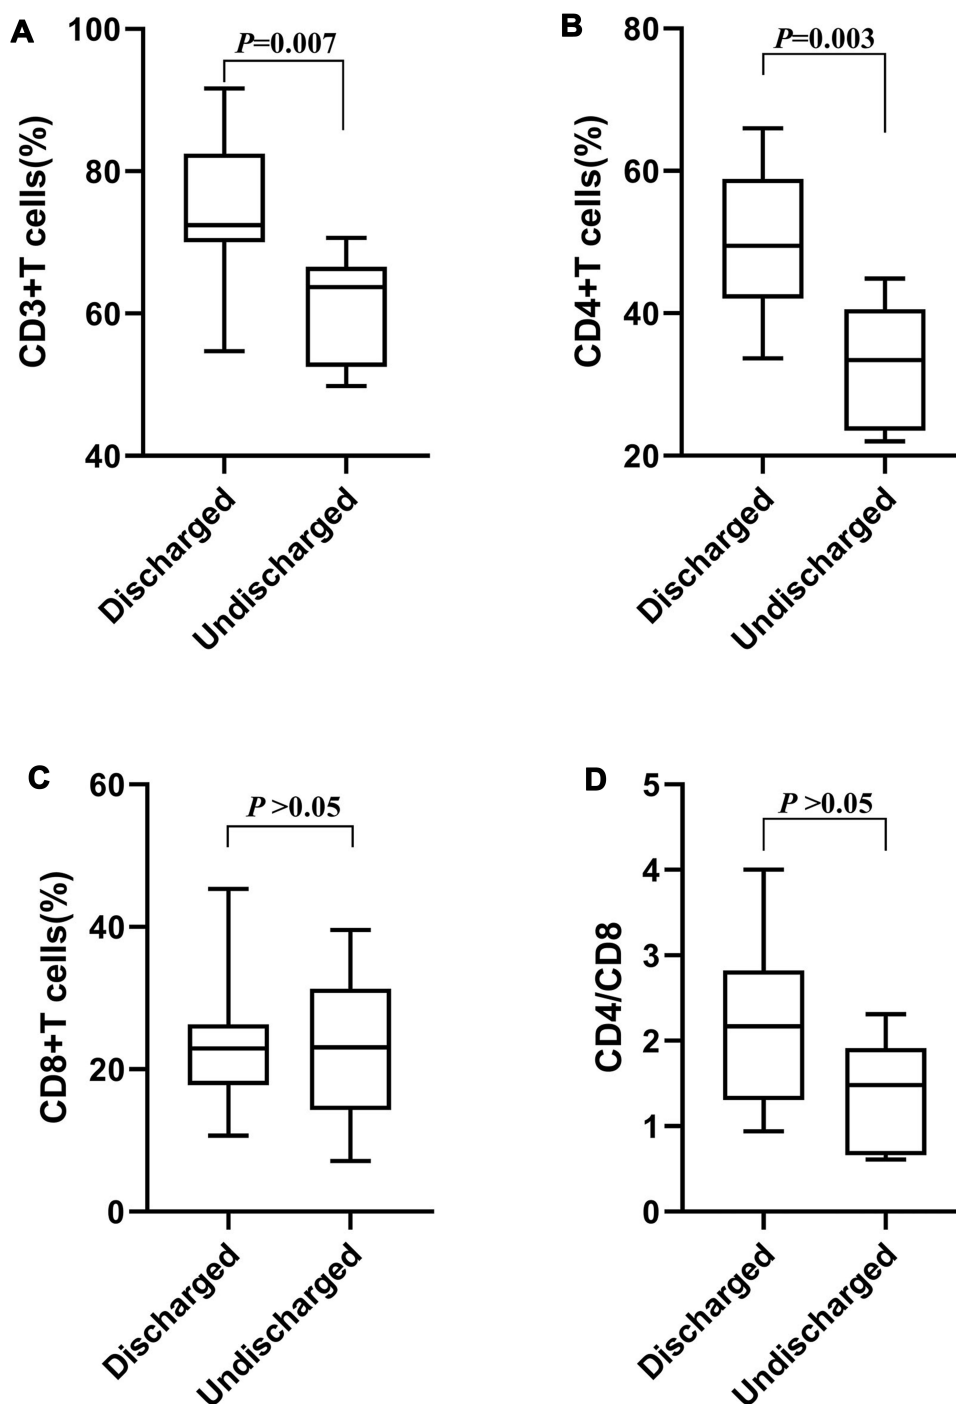 A
CD3+T cells(%)
100
80
60
40
P=0.007
Discharged
Undischarged
B
CD4+T cells(%)
80
60
40
20
P=0.003
Discharged
Undischarged
C
CD8+T cells(%)
60
40
20
0
P >0.05
Discharged
Undischarged
D
CD4/CD8
5
4
3
2
1
0
P >0.05
Discharged
Undischarged